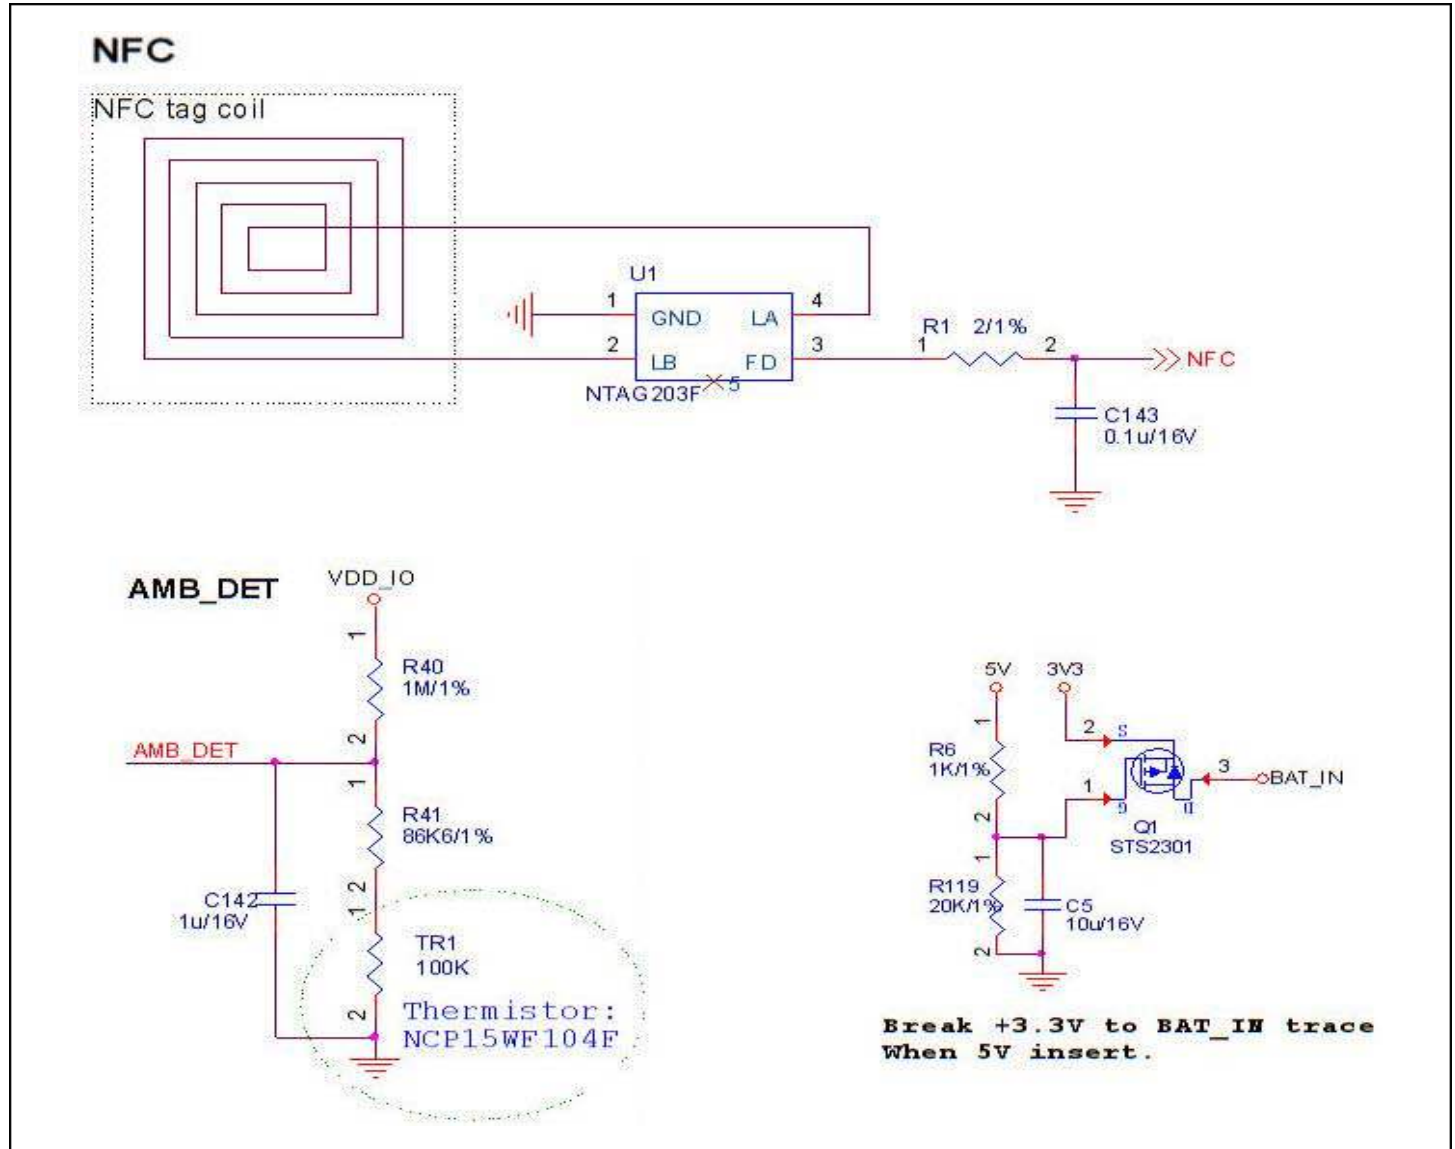 NFC
NFC tag coil
U1
1
GND
LA
4
2
LB
FD
3
NTAG203F
5
R1 2/1%
1
2
NFC
C143
0.1u/16V
AMB_DET
VDD_IO
1
R40
1M/1%
2
AMB_DET
1
R41
86K6/1%
2
C142
1u/16V
1
TR1
100K
2
Thermistor:
NCP15WF104F
5V
3V3
1
2
S
R6
1K/1%
3
BAT_IN
1
G
D
2
Q1
STS2301
1
R119
20K/1%
C5
10u/16V
2
Break +3.3V to BAT_IN trace
When 5V insert.